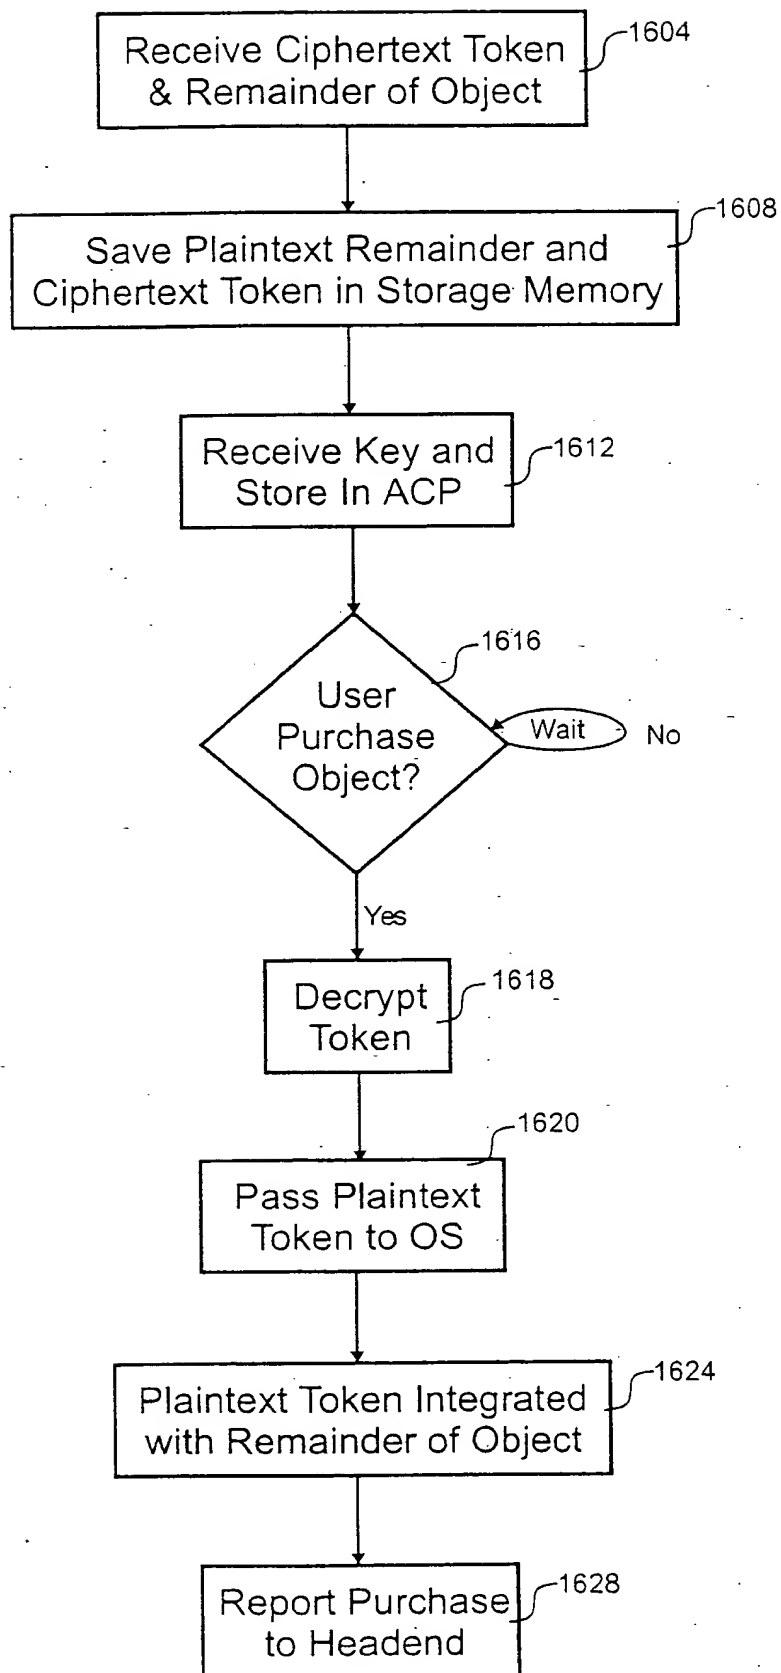 Receive Ciphertext Token
& Remainder of Object
1604
Save Plaintext Remainder and
Ciphertext Token in Storage Memory
1608
Receive Key and
Store In ACP
1612
User
Purchase
Object?
1616
Wait
No
Yes
Decrypt
Token
1618
Pass Plaintext
Token to OS
1620
Plaintext Token Integrated
with Remainder of Object
1624
Report Purchase
to Headend
1628